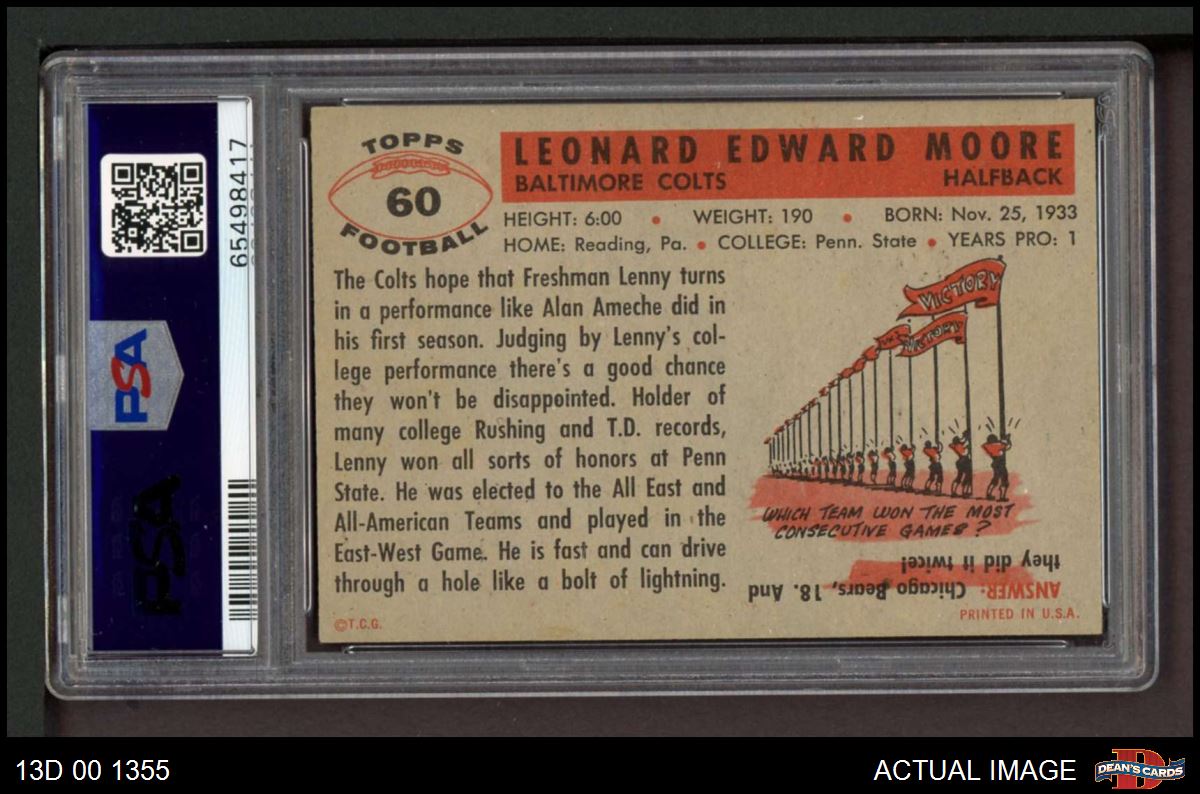 65498417
PSA
PSA
TOPPS
60
FOOTBALL
LEONARD EDWARD MOORE
BALTIMORE COLTS HALFBACK
HEIGHT: 6:00 • WEIGHT: 190 • BORN: Nov. 25, 1933
HOME: Reading, Pa. • COLLEGE: Penn. State • YEARS PRO: 1
The Colts hope that Freshman Lenny turns
in a performance like Alan Ameche did in
his first season. Judging by Lenny's col-
lege performance there's a good chance
they won't be disappointed. Holder of
many college Rushing and T.D. records,
Lenny won all sorts of honors at Penn
State. He was elected to the All East and
All-American Teams and played in the
East-West Game. He is fast and can drive
through a hole like a bolt of lightning.
©T.C.G.
VICTORY
VICTORY
WHICH TEAM WON THE MOST
CONSECUTIVE GAMES?
ANSWER: Chicago Bears, 18. And
they did it twice!
PRINTED IN U.S.A.
13D 00 1355
ACTUAL IMAGE
DEAN'S CARDS